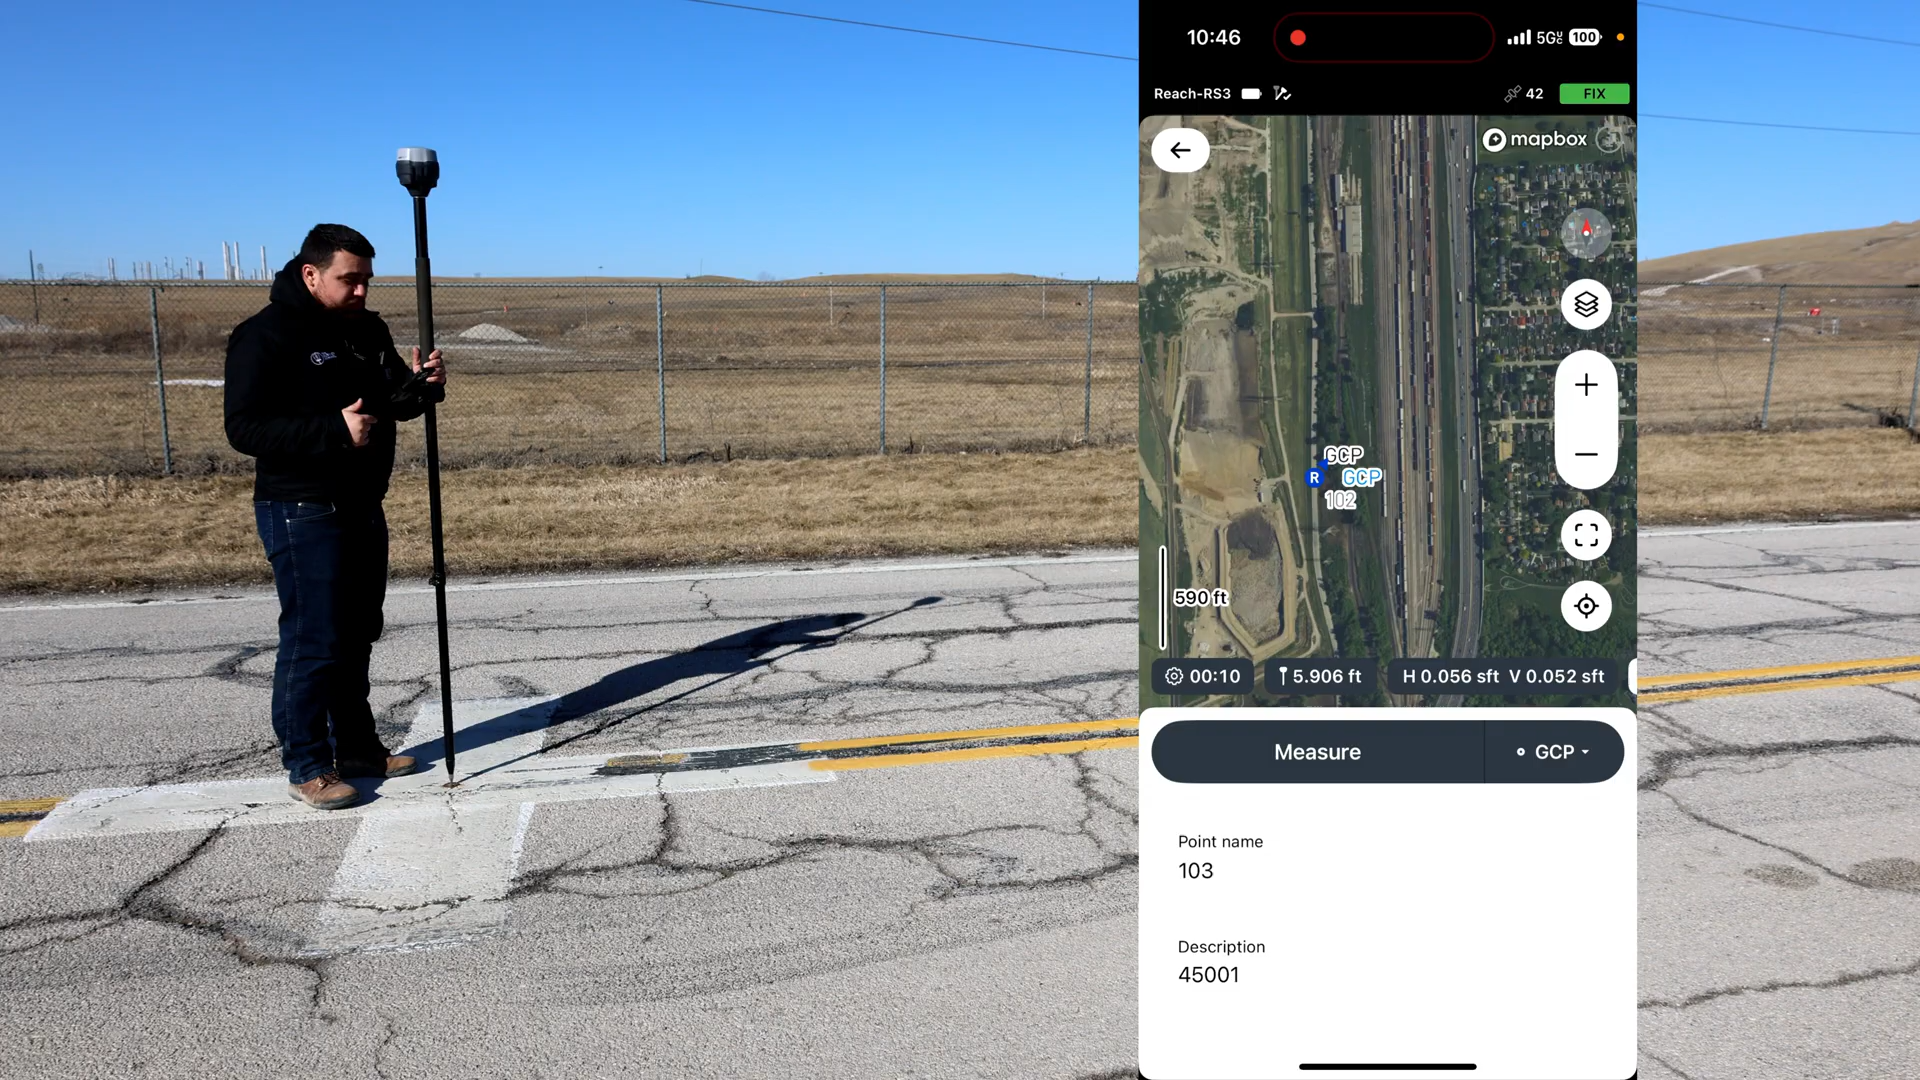 10:46
5GUC 100
Reach-RS3
42
FIX
mapbox
GCP
R GCP
102
590 ft
00:10
5.906 ft
H 0.056 sft V 0.052 sft
Measure
GCP
Point name
103
Description
45001